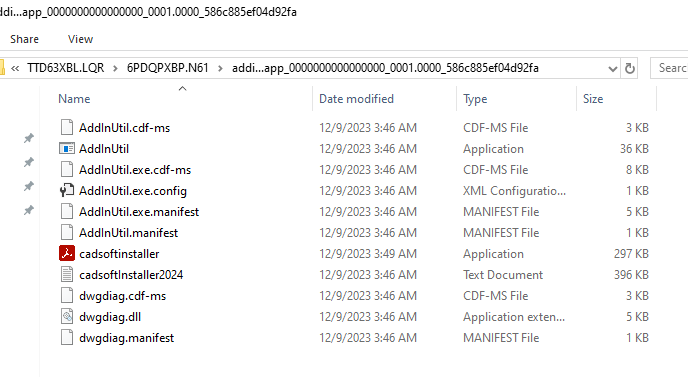 addi...app_0000000000000000_0001.0000_586c885ef04d92fa
Share View
« TTD63XBL.LQR > 6PDQPXBP.N61 > addi...app_0000000000000000_0001.0000_586c885ef04d92fa Searc
Name Date modified Type Size
AddInUtil.cdf-ms 12/9/2023 3:46 AM CDF-MS File 3 KB
AddInUtil 12/9/2023 3:46 AM Application 36 KB
AddInUtil.exe.cdf-ms 12/9/2023 3:46 AM CDF-MS File 8 KB
AddInUtil.exe.config 12/9/2023 3:46 AM XML Configuratio... 1 KB
AddInUtil.exe.manifest 12/9/2023 3:46 AM MANIFEST File 5 KB
AddInUtil.manifest 12/9/2023 3:46 AM MANIFEST File 1 KB
cadsoftinstaller 12/9/2023 3:49 AM Application 297 KB
cadsoftInstaller2024 12/9/2023 3:46 AM Text Document 396 KB
dwgdiag.cdf-ms 12/9/2023 3:46 AM CDF-MS File 3 KB
dwgdiag.dll 12/9/2023 3:46 AM Application exten... 5 KB
dwgdiag.manifest 12/9/2023 3:46 AM MANIFEST File 1 KB